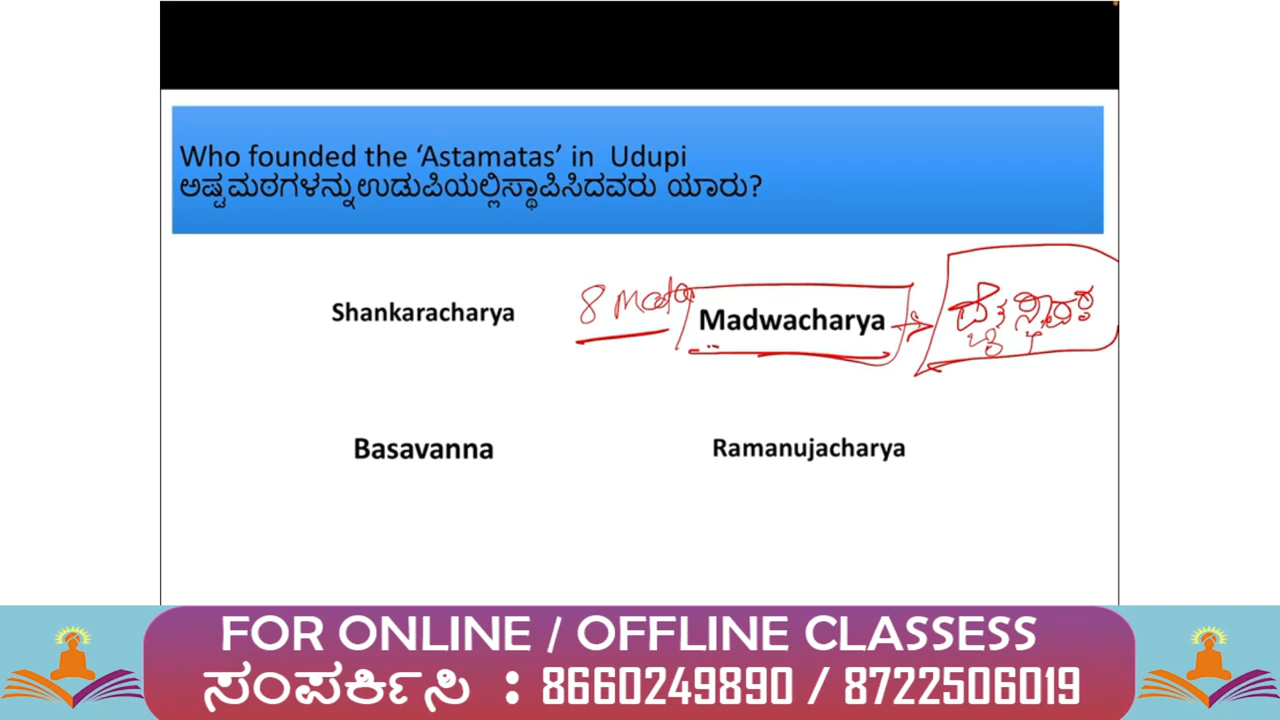 Who founded the ‘Astamatas’ in Udupi
ಅಷ್ಟಮಠಗಳನ್ನು ಉಡುಪಿಯಲ್ಲಿ ಸ್ಥಾಪಿಸಿದವರು ಯಾರು?
Shankaracharya
8 mata
Madwacharya
Basavanna
Ramanujacharya
FOR ONLINE / OFFLINE CLASSESS
ಸಂಪರ್ಕಿಸಿ : 8660249890 / 8722506019